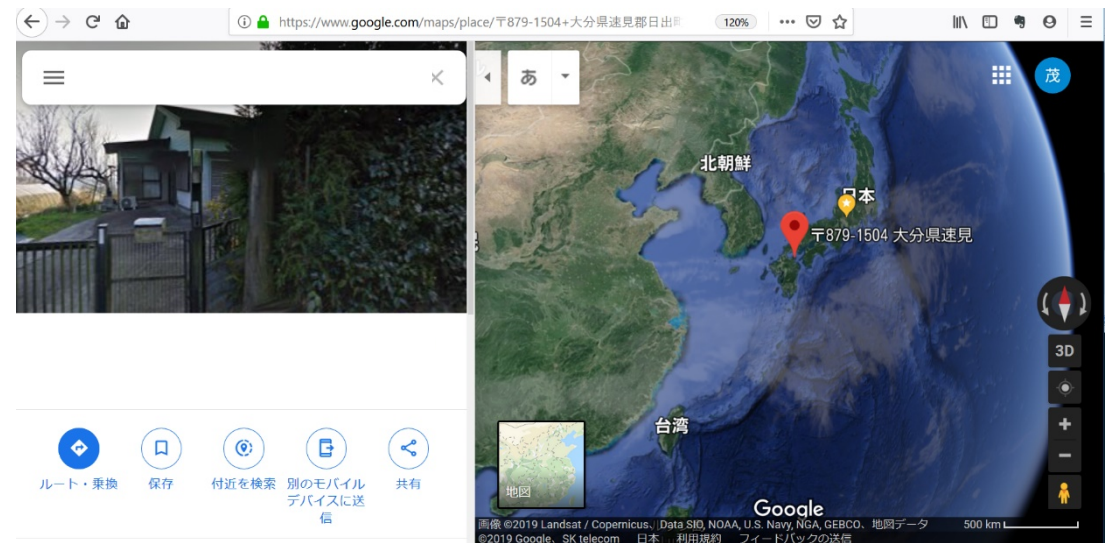 https://www.google.com/maps/place/〒879-1504+大分県速見郡日出
120%
あ
茂
北朝鮮
日本
〒879-1504 大分県速見
3D
台湾
地図
ルート・乗換
保存
付近を検索
別のモバイル
デバイスに送
信
共有
Google
画像 ©2019 Landsat / Copernicus、Data SIO, NOAA, U.S. Navy, NGA, GEBCO、地図データ
500 km
©2019 Google、SK telecom 日本 利用規約 フィードバックの送信